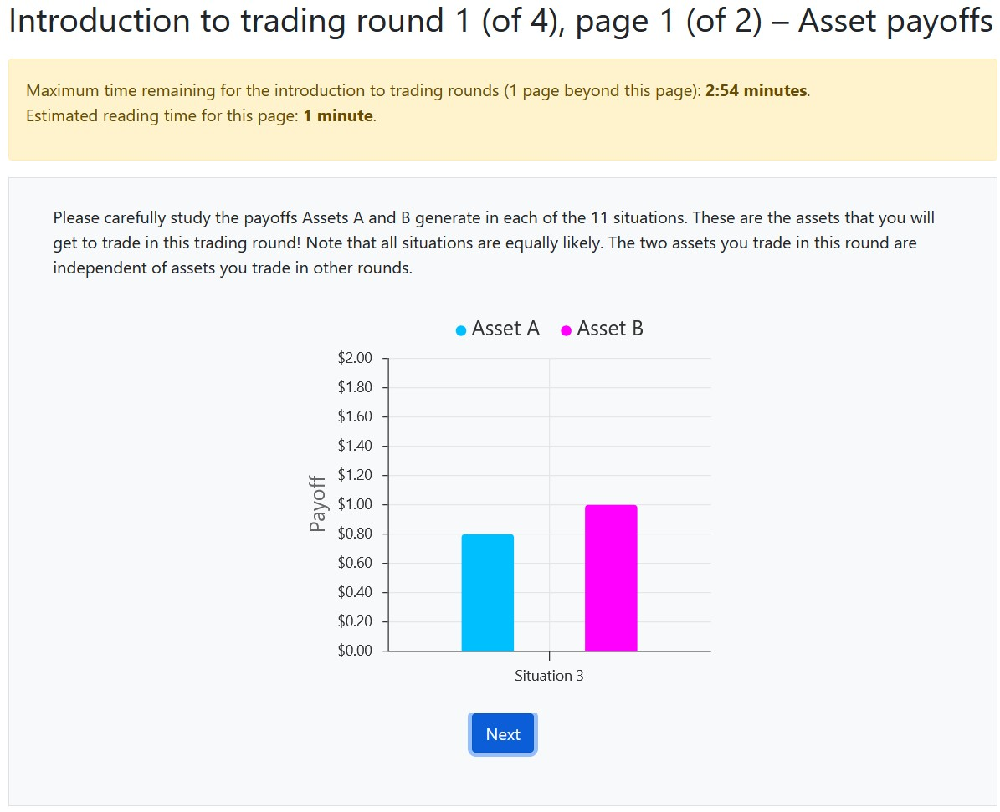 Introduction to trading round 1 (of 4), page 1 (of 2) – Asset payoffs
Maximum time remaining for the introduction to trading rounds (1 page beyond this page): 2:54 minutes.
Estimated reading time for this page: 1 minute.
Please carefully study the payoffs Assets A and B generate in each of the 11 situations. These are the assets that you will
get to trade in this trading round! Note that all situations are equally likely. The two assets you trade in this round are
independent of assets you trade in other rounds.
Asset A
Asset B
$2.00
$1.80
$1.60
$1.40
$1.20
$1.00
$0.80
$0.60
$0.40
$0.20
$0.00
Payoff
Situation 3
Next